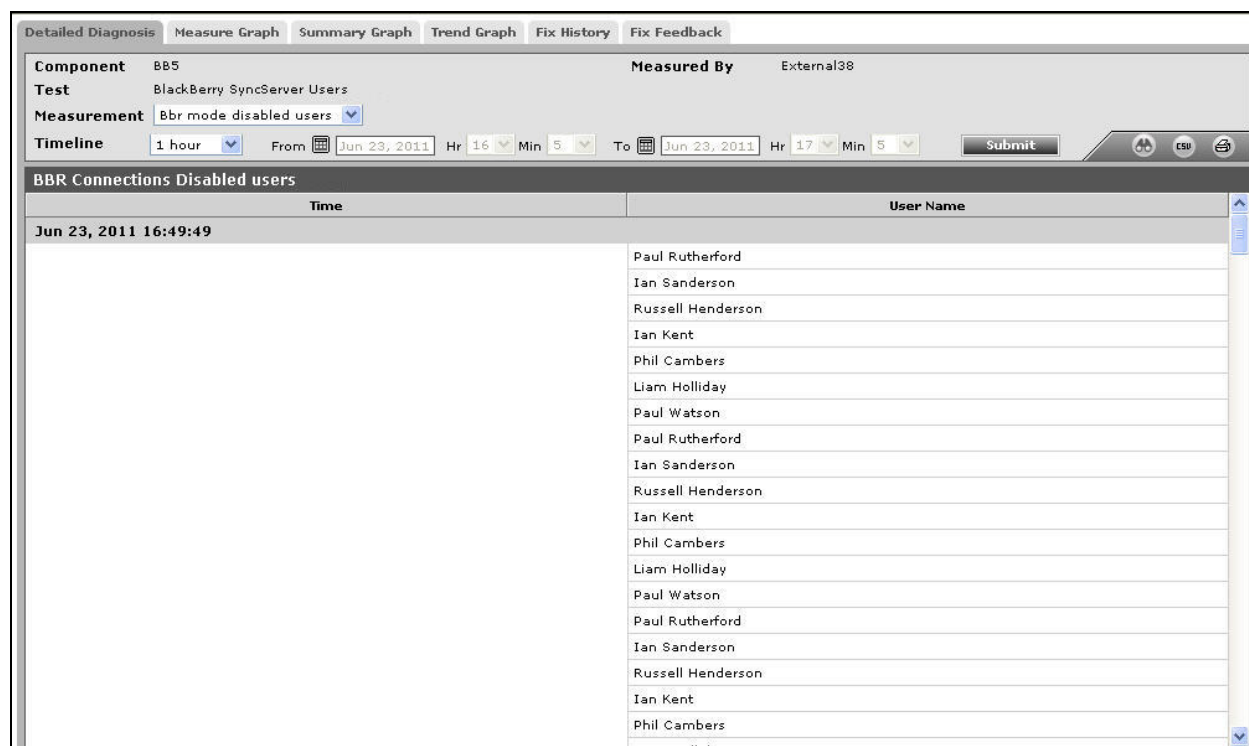 Detailed Diagnosis Measure Graph Summary Graph Trend Graph Fix History Fix Feedback
Component BB5 Measured By External38
Test BlackBerry SyncServer Users
Measurement Bbr mode disabled users
Timeline 1 hour From Jun 23, 2011 Hr 16 Min 5 To Jun 23, 2011 Hr 17 Min 5 Submit CSV
BBR Connections Disabled users
Time User Name
Jun 23, 2011 16:49:49
Paul Rutherford
Ian Sanderson
Russell Henderson
Ian Kent
Phil Cambers
Liam Holliday
Paul Watson
Paul Rutherford
Ian Sanderson
Russell Henderson
Ian Kent
Phil Cambers
Liam Holliday
Paul Watson
Paul Rutherford
Ian Sanderson
Russell Henderson
Ian Kent
Phil Cambers